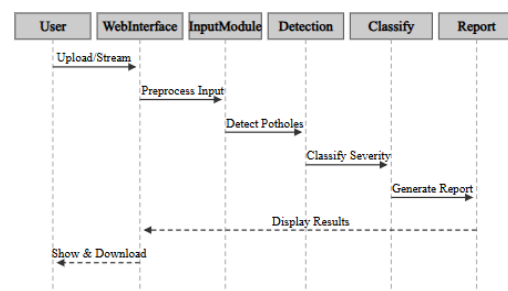 User WebInterface InputModule Detection Classify Report
Upload/Stream
Preprocess Input
Detect Potholes
Classify Severity
Generate Report
Display Results
Show & Download